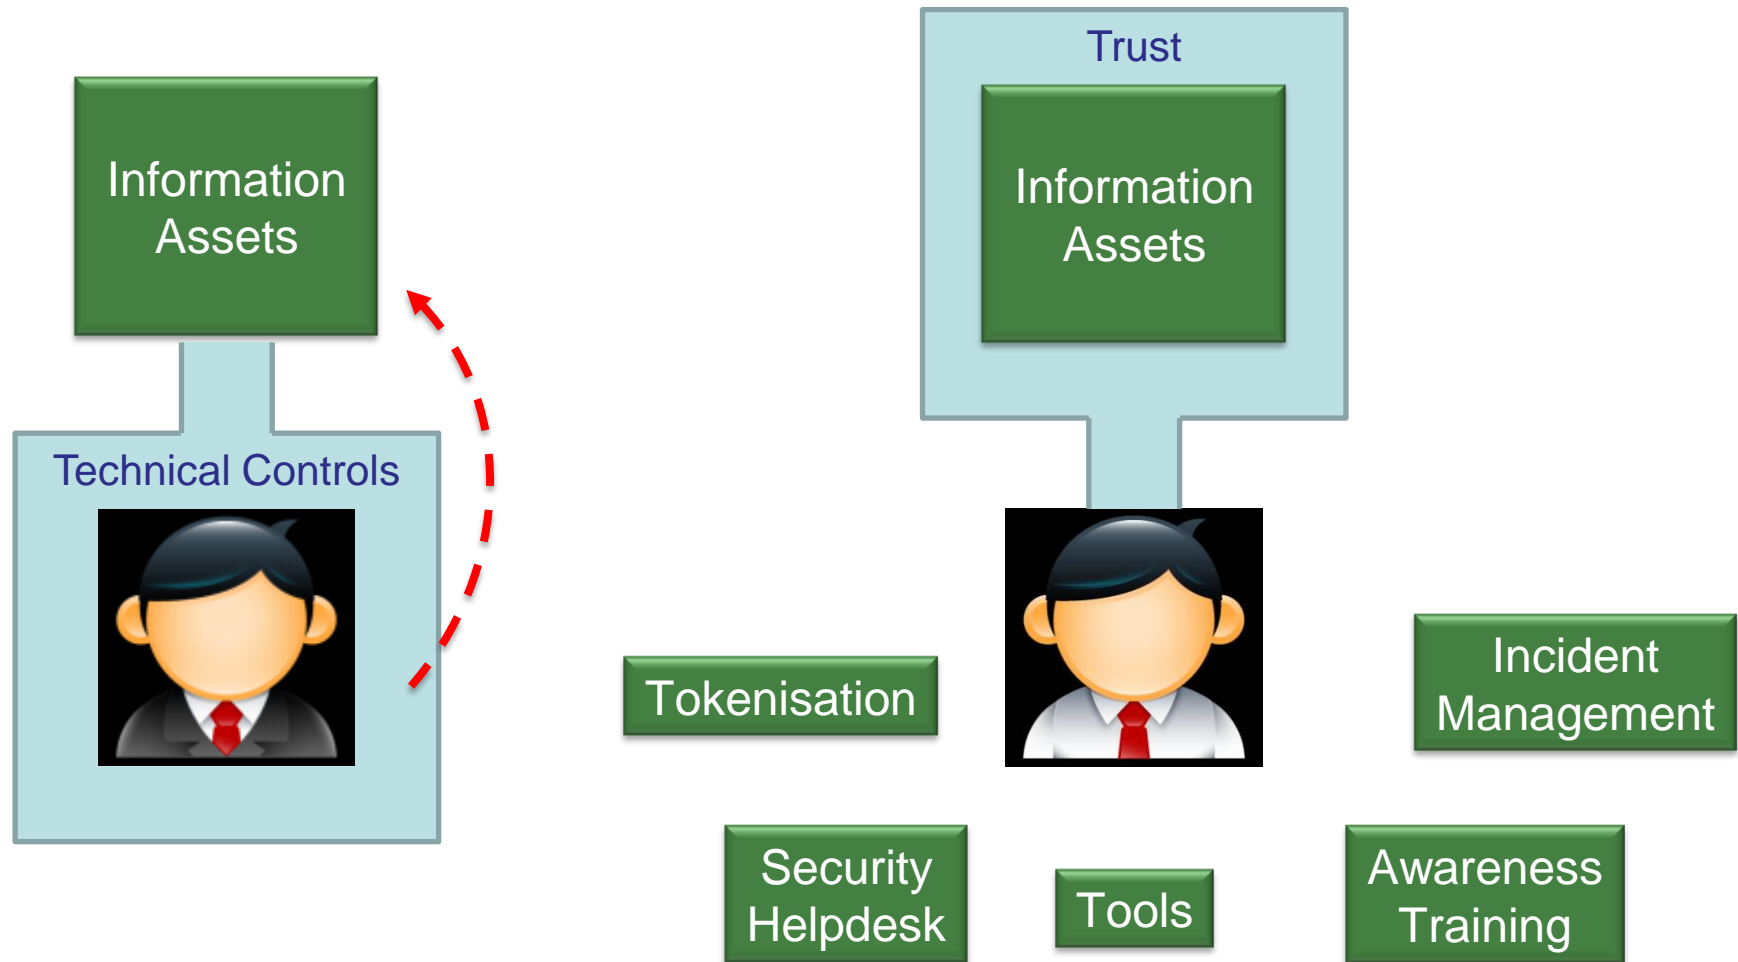 Information
Assets
Technical Controls
Trust
Information
Assets
Tokenisation
Incident
Management
Security
Helpdesk
Tools
Awareness
Training